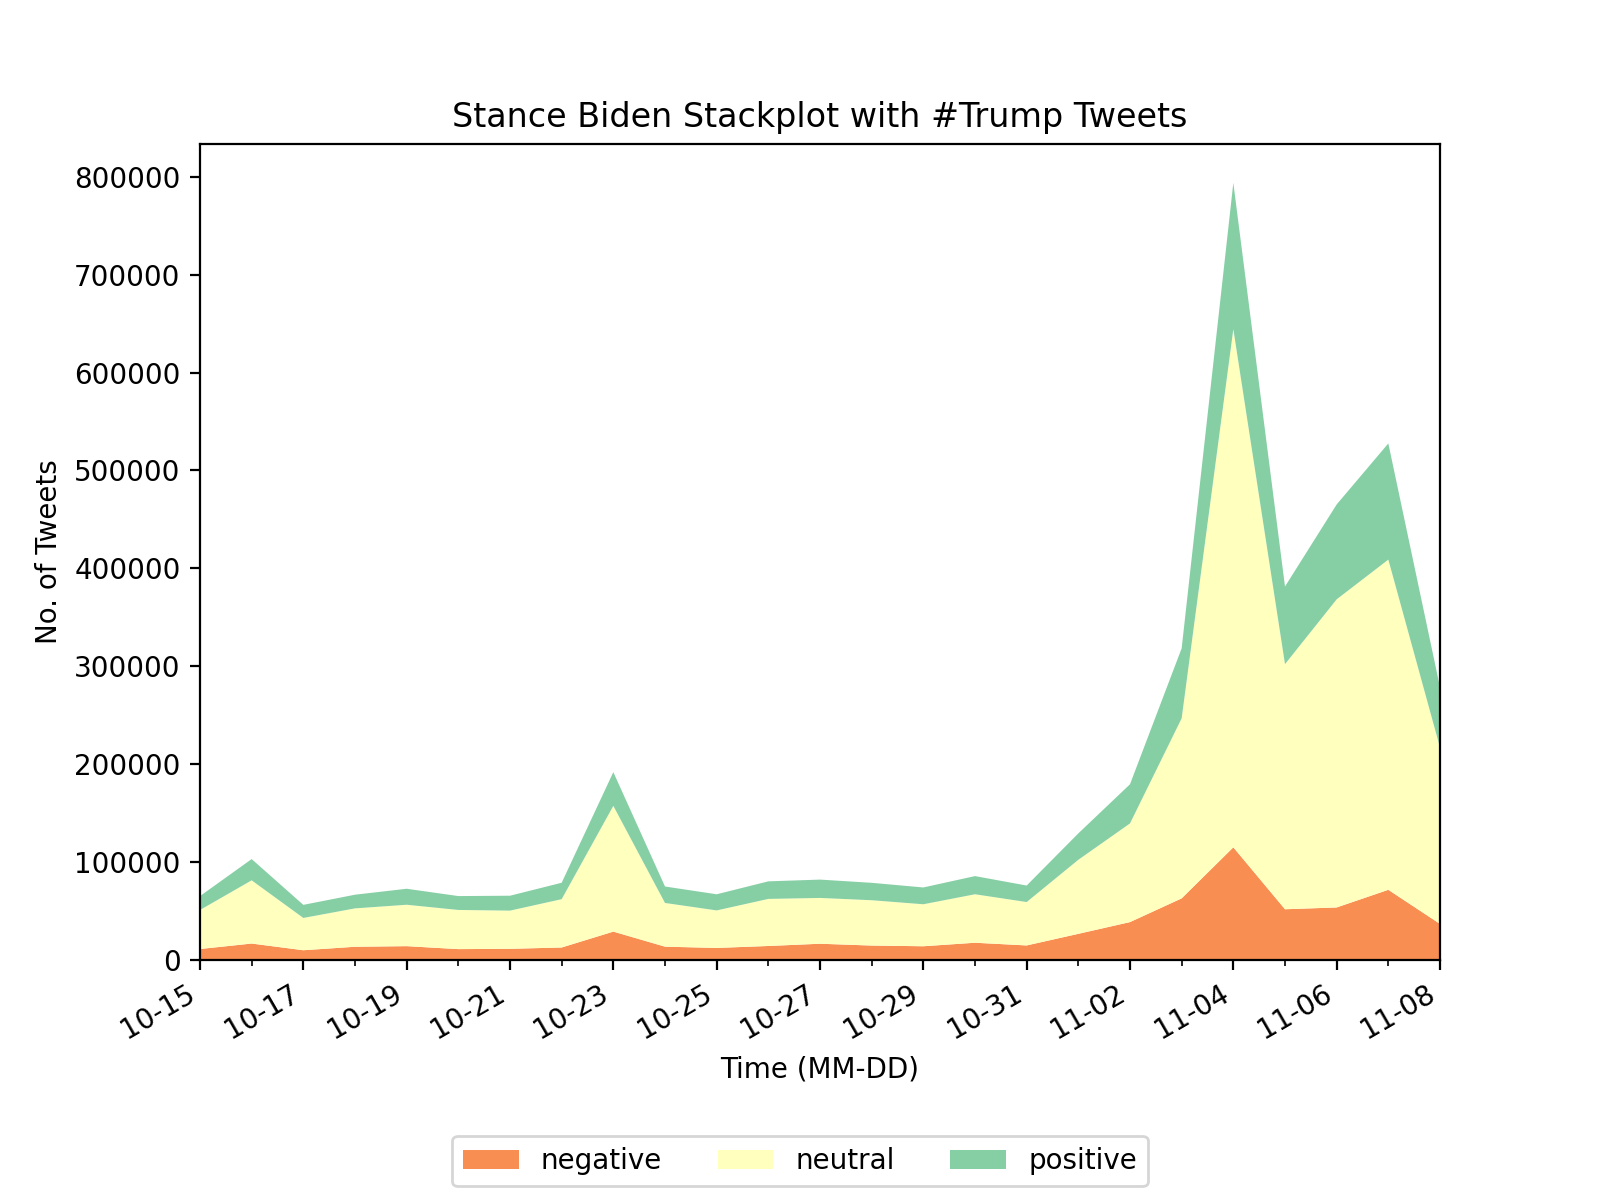 Stance Biden Stackplot with #Trump Tweets
800000
700000
600000
500000
400000
300000
200000
100000
0
No. of Tweets
10-15 10-17 10-19 10-21 10-23 10-25 10-27 10-29 10-31 11-02 11-04 11-06 11-08
Time (MM-DD)
negative neutral positive